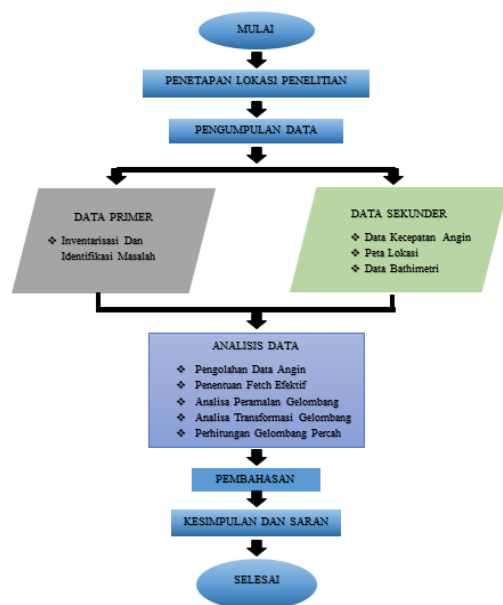 MULAI
PENETAPAN LOKASI PENELITIAN
PENGUMPULAN DATA
DATA PRIMER
❖ Inventarisasi Dan
Identifikasi Masalah
DATA SEKUNDER
❖ Data Kecepatan Angin
❖ Peta Lokasi
❖ Data Bathimetri
ANALISIS DATA
❖ Pengolahan Data Angin
❖ Penentuan Fetch Efektif
❖ Analisa Peramalan Gelombang
❖ Analisa Transformasi Gelombang
❖ Perhitungan Gelombang Percah
PEMBAHASAN
KESIMPULAN DAN SARAN
SELESAI